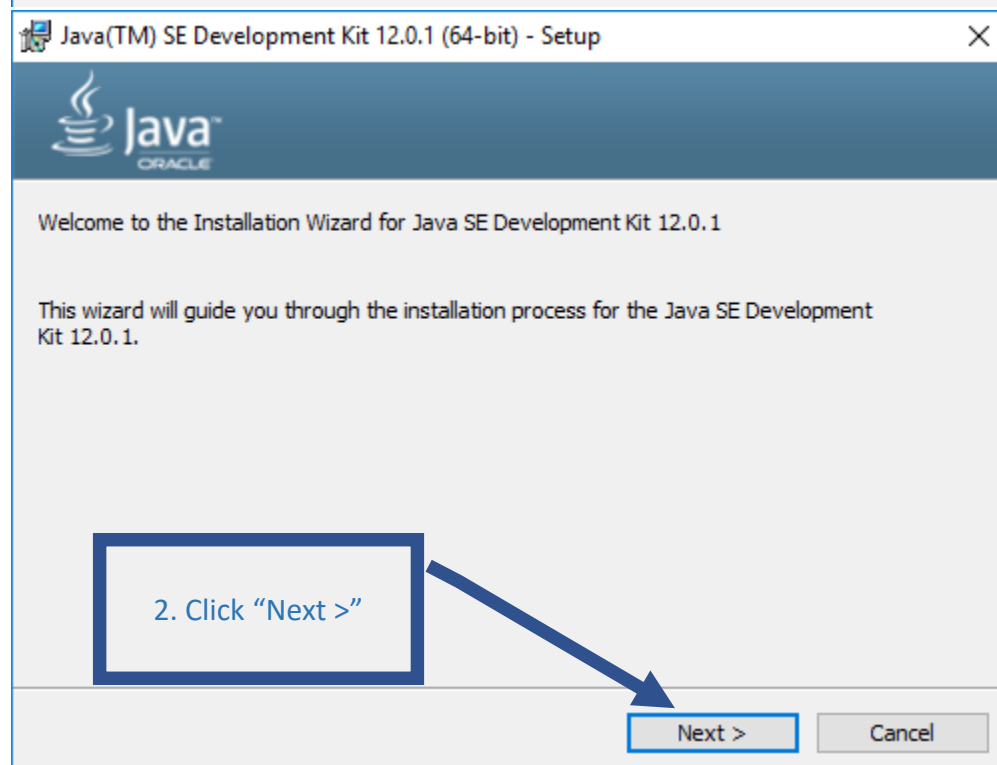 Java(TM) SE Development Kit 12.0.1 (64-bit) - Setup
Java™
ORACLE
Welcome to the Installation Wizard for Java SE Development Kit 12.0.1
This wizard will guide you through the installation process for the Java SE Development
Kit 12.0.1.
2. Click “Next >”
Next >
Cancel